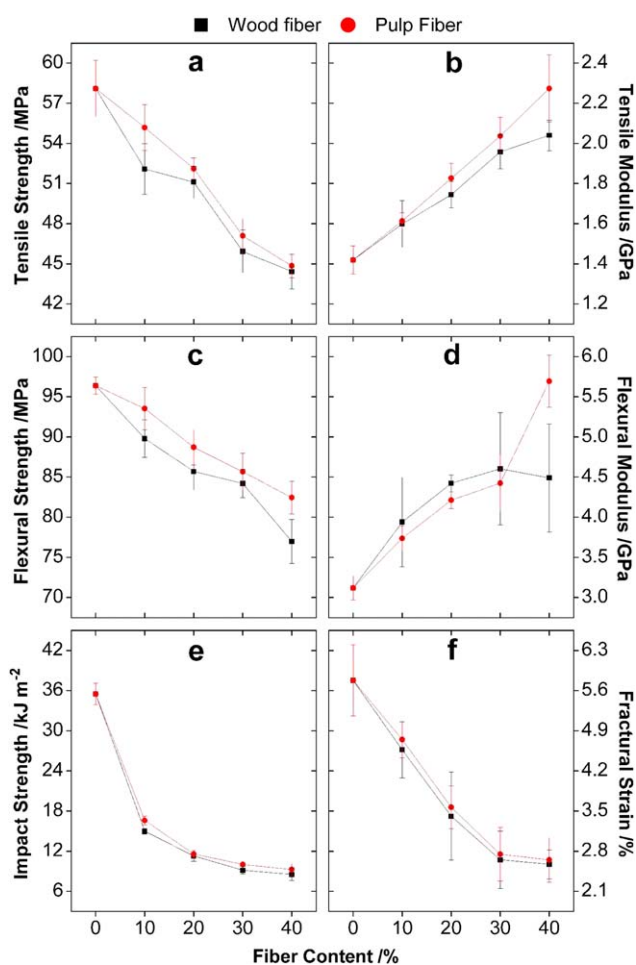 Wood fiber Pulp Fiber
a
Tensile Strength /MPa
60
57
54
51
48
45
42
b
Tensile Modulus /GPa
2.4
2.2
2.0
1.8
1.6
1.4
1.2
c
Flexural Strength /MPa
100
95
90
85
80
75
70
d
Flexural Modulus /GPa
6.0
5.5
5.0
4.5
4.0
3.5
3.0
e
Impact Strength /kJ m⁻²
42
36
30
24
18
12
6
f
Fractural Strain /%
6.3
5.6
4.9
4.2
3.5
2.8
2.1
0 10 20 30 40 0 10 20 30 40
Fiber Content /%